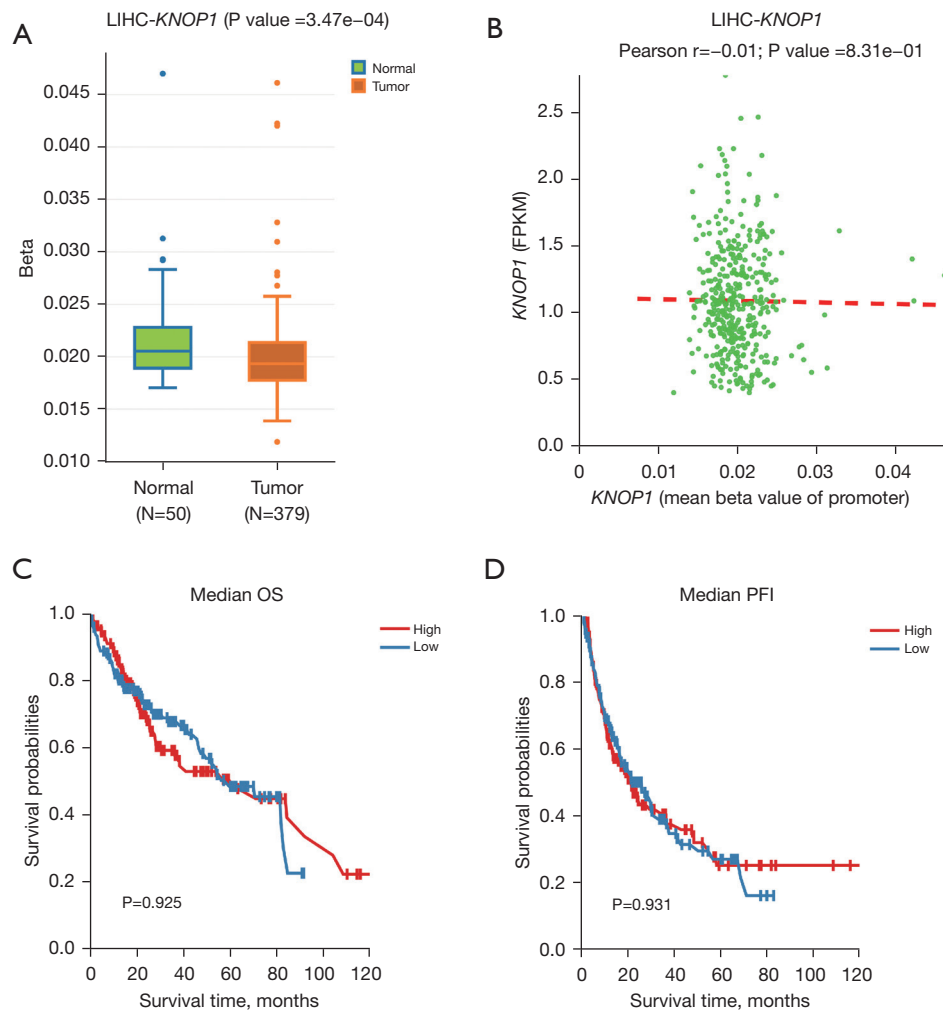 A
LIHC-KNOP1 (P value =3.47e−04)
Normal
Tumor
Beta
0.045
0.040
0.035
0.030
0.025
0.020
0.015
0.010
Normal
(N=50)
Tumor
(N=379)
B
LIHC-KNOP1
Pearson r=−0.01; P value =8.31e−01
KNOP1 (FPKM)
2.5
2.0
1.5
1.0
0.5
0.0
0 0.01 0.02 0.03 0.04
KNOP1 (mean beta value of promoter)
C
Median OS
High
Low
Survival probabilities
1.0
0.8
0.6
0.4
0.2
0.0
P=0.925
0 20 40 60 80 100 120
Survival time, months
D
Median PFI
High
Low
Survival probabilities
1.0
0.8
0.6
0.4
0.2
0.0
P=0.931
0 20 40 60 80 100 120
Survival time, months